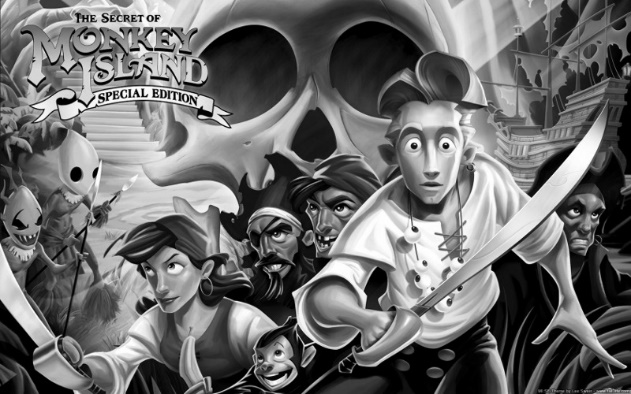 THE SECRET OF
MONKEY
ISLAND
SPECIAL EDITION